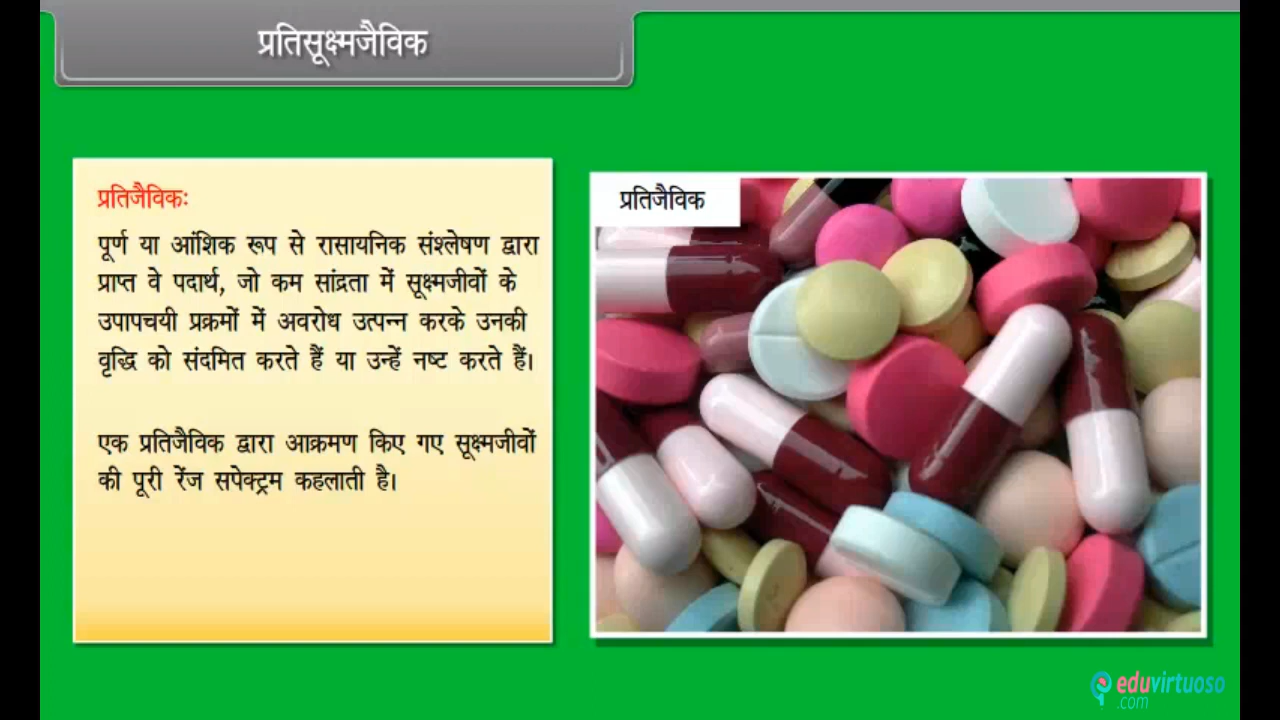 प्रतिसूक्ष्मजैविक
प्रतिजैविकः
पूर्ण या आंशिक रूप से रासायनिक संश्लेषण द्वारा
प्राप्त वे पदार्थ, जो कम सांद्रता में सूक्ष्मजीवों के
उपापचयी प्रक्रमों में अवरोध उत्पन्न करके उनकी
वृद्धि को संदमित करते हैं या उन्हें नष्ट करते हैं।
एक प्रतिजैविक द्वारा आक्रमण किए गए सूक्ष्मजीवों
की पूरी रेंज सपेक्ट्रम कहलाती है।
प्रतिजैविक
eduvirtuoso
.com